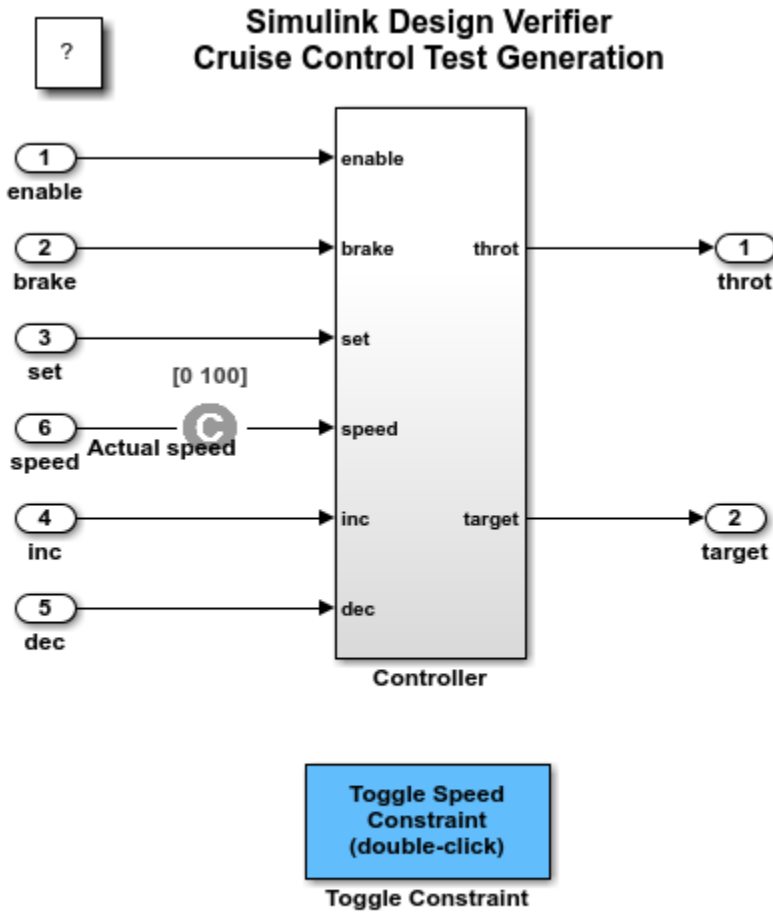 Simulink Design Verifier
Cruise Control Test Generation
?
1
enable
enable
2
brake
brake
throt
1
throt
3
set
set
[0 100]
6
speed
C
Actual speed
speed
4
inc
inc
target
2
target
5
dec
dec
Controller
Toggle Speed
Constraint
(double-click)
Toggle Constraint